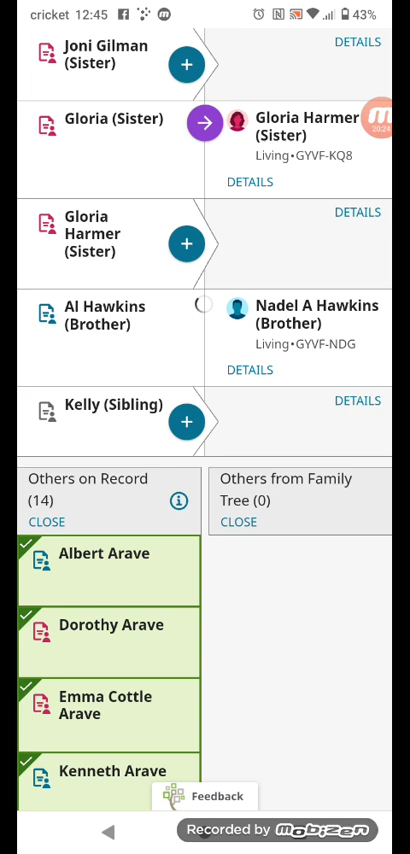 cricket 12:45
43%
Joni Gilman
(Sister)
DETAILS
Gloria (Sister)
Gloria Harmer
(Sister)
Living•GYVF-KQ8
20:24
DETAILS
Gloria
Harmer
(Sister)
DETAILS
Al Hawkins
(Brother)
Nadel A Hawkins
(Brother)
Living•GYVF-NDG
DETAILS
Kelly (Sibling)
DETAILS
Others on Record
(14)
CLOSE
Others from Family
Tree (0)
CLOSE
Albert Arave
Dorothy Arave
Emma Cottle
Arave
Kenneth Arave
Feedback
Recorded by MOBIZEN